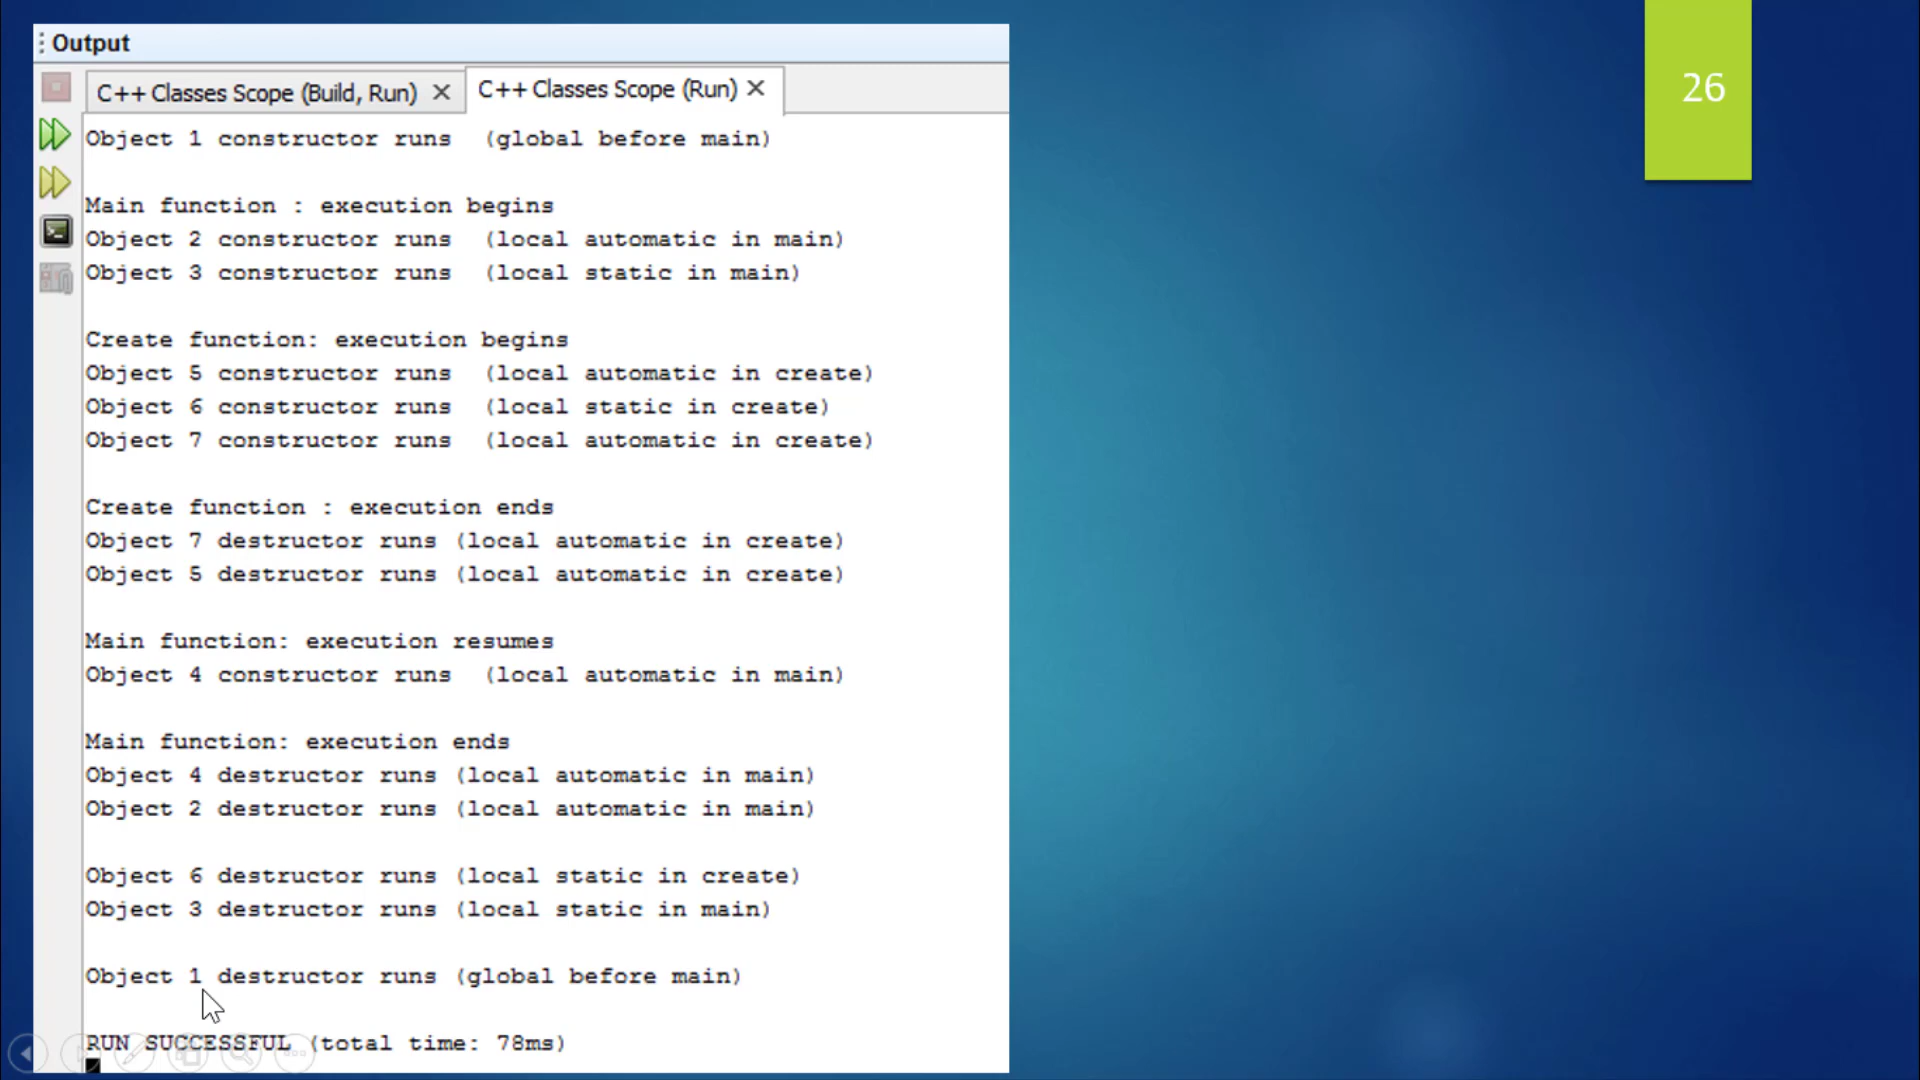 Output
C++ Classes Scope (Build, Run)
C++ Classes Scope (Run)
Object 1 constructor runs  (global before main)
Main function : execution begins
Object 2 constructor runs  (local automatic in main)
Object 3 constructor runs  (local static in main)
Create function: execution begins
Object 5 constructor runs  (local automatic in create)
Object 6 constructor runs  (local static in create)
Object 7 constructor runs  (local automatic in create)
Create function : execution ends
Object 7 destructor runs (local automatic in create)
Object 5 destructor runs (local automatic in create)
Main function: execution resumes
Object 4 constructor runs  (local automatic in main)
Main function: execution ends
Object 4 destructor runs (local automatic in main)
Object 2 destructor runs (local automatic in main)
Object 6 destructor runs (local static in create)
Object 3 destructor runs (local static in main)
Object 1 destructor runs (global before main)
RUN SUCCESSFUL (total time: 78ms)
26